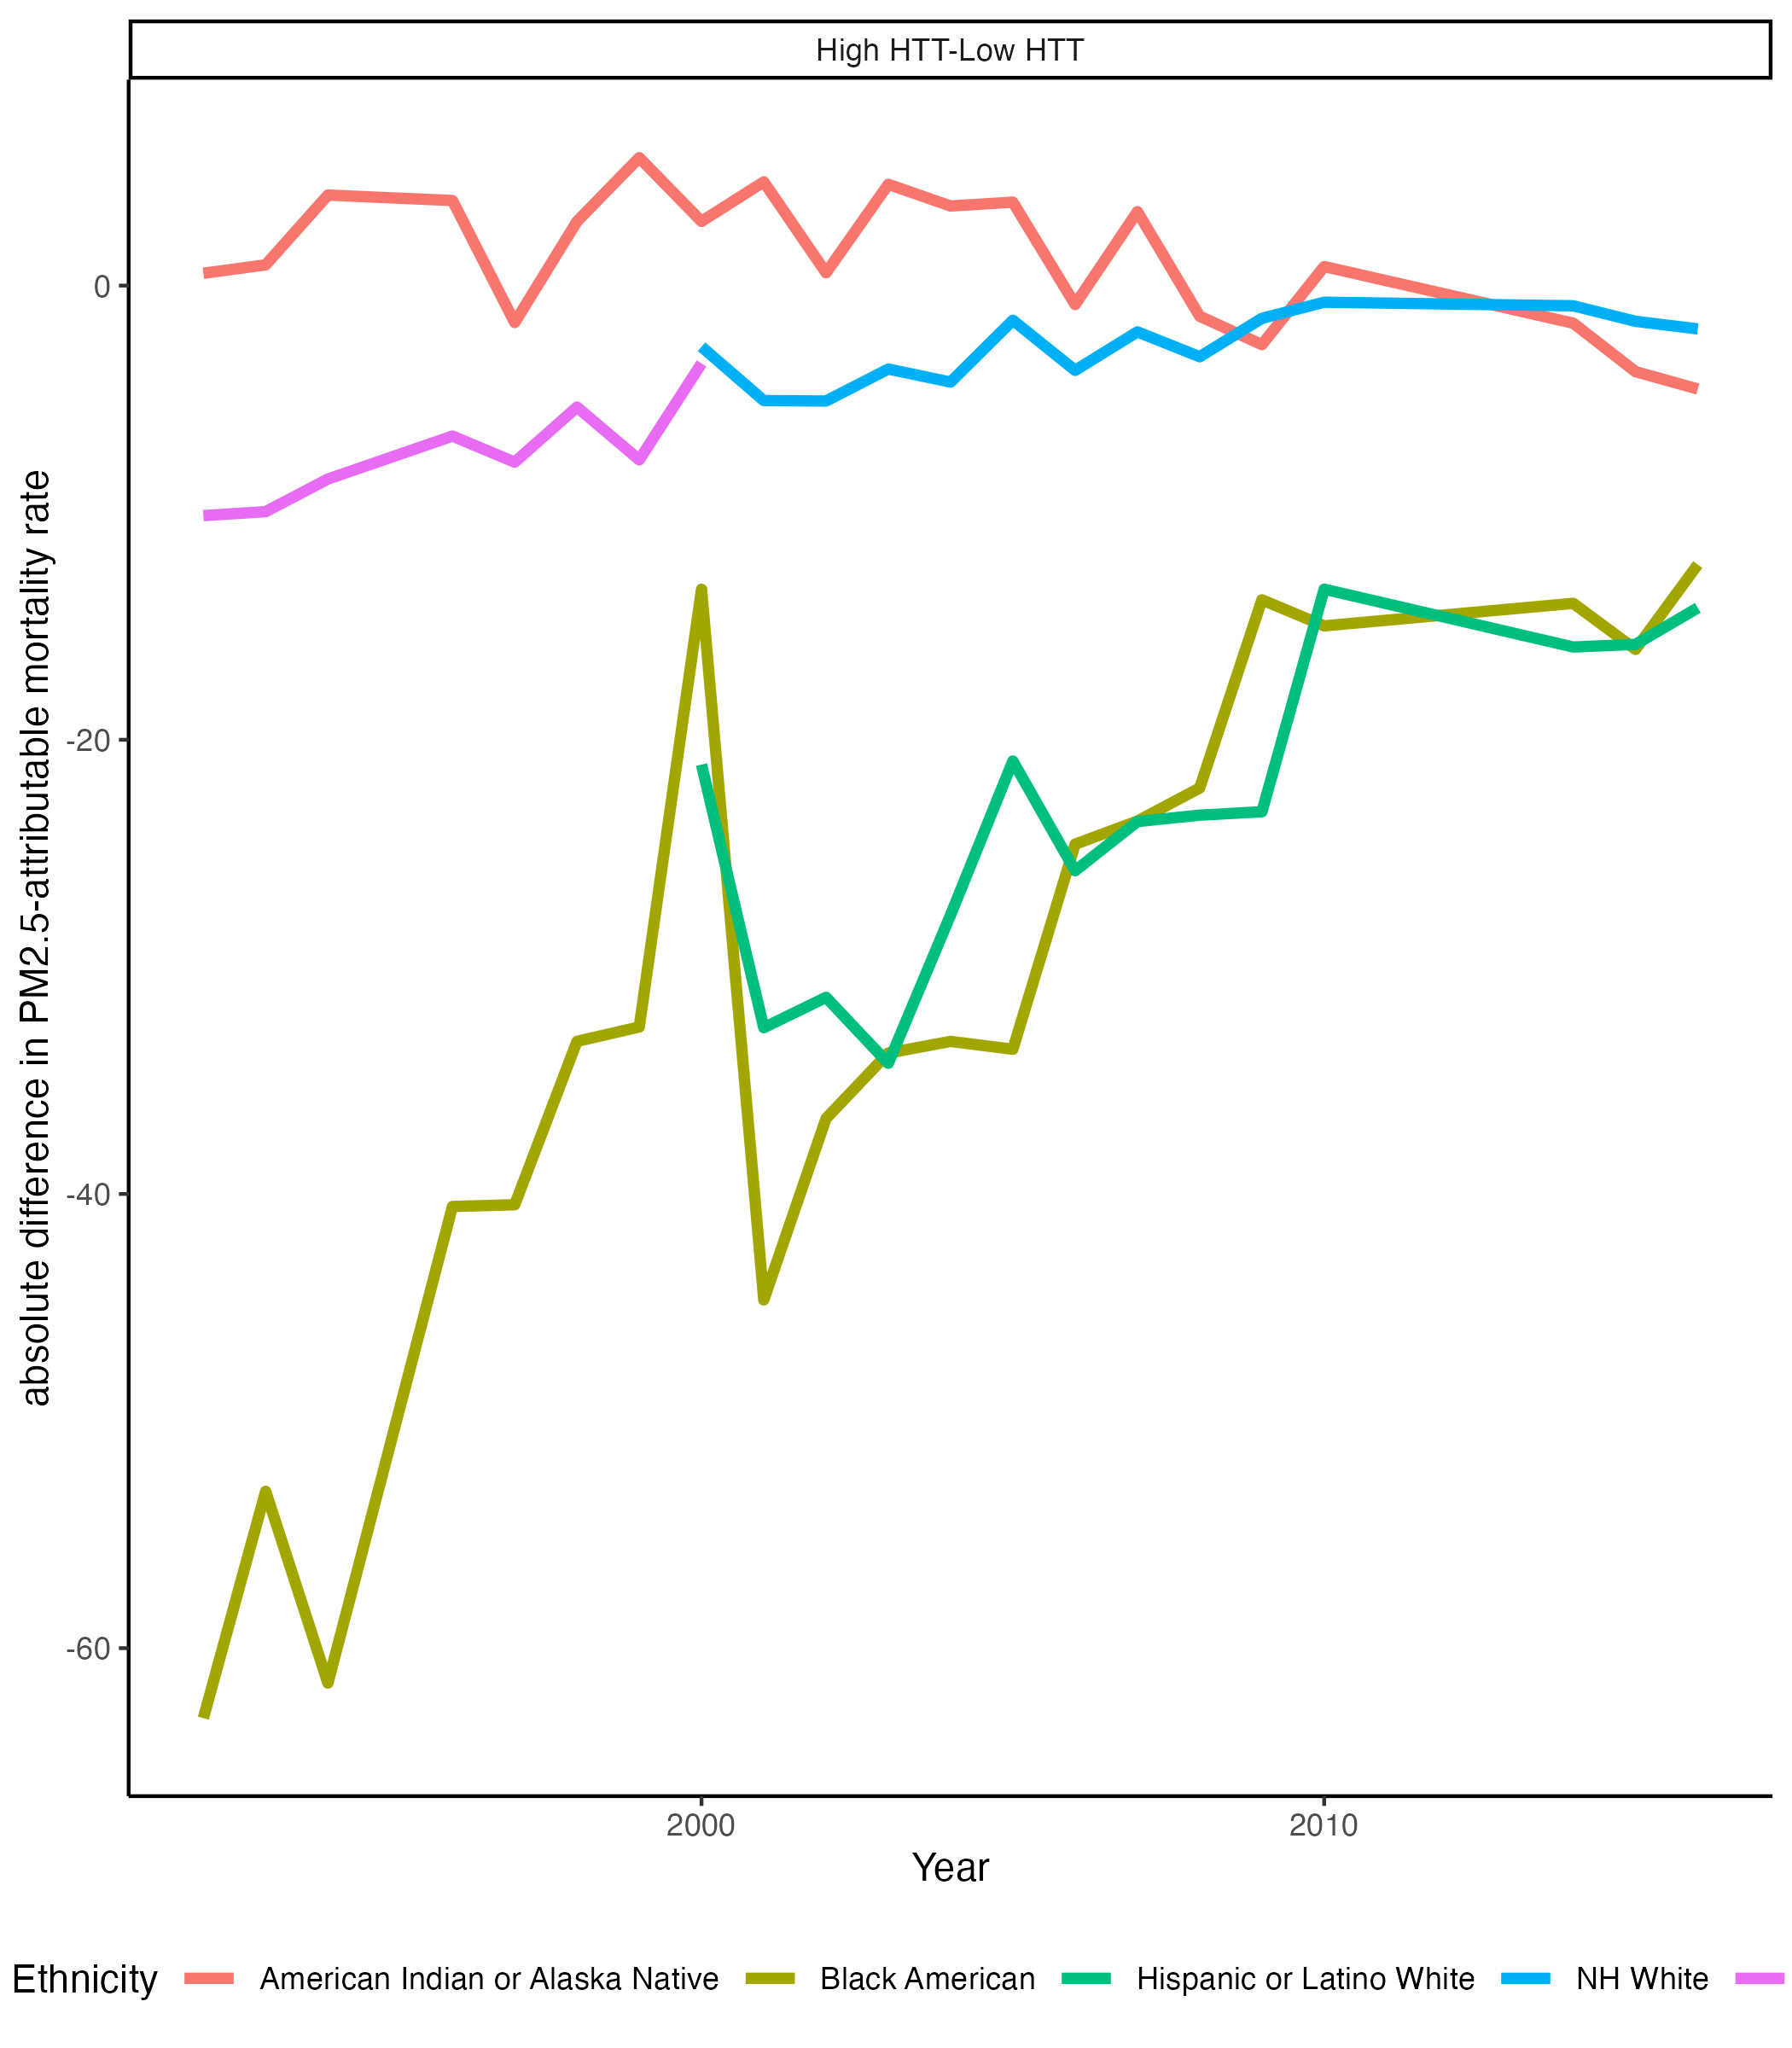 High HTT-Low HTT
absolute difference in PM2.5-attributable mortality rate
0
-20
-40
-60
2000 2010
Year
Ethnicity American Indian or Alaska Native Black American Hispanic or Latino White NH White